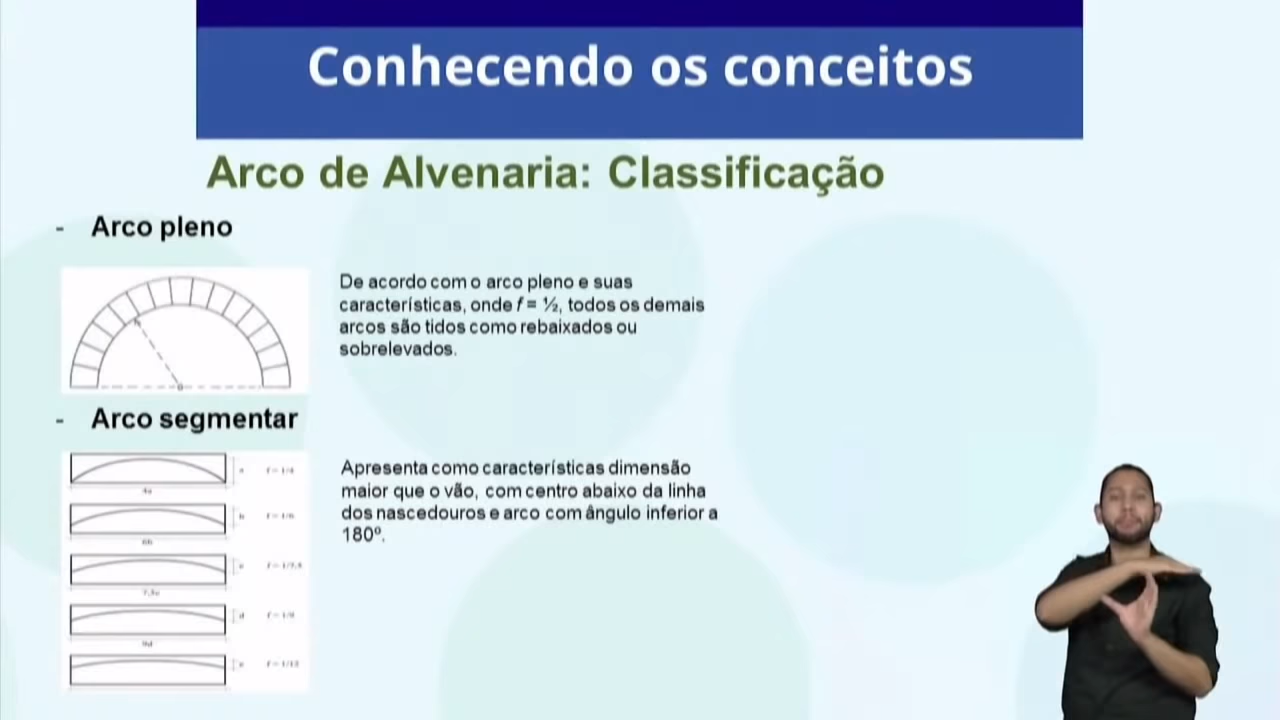 Conhecendo os conceitos
Arco de Alvenaria: Classificação
- Arco pleno
De acordo com o arco pleno e suas
características, onde f = ½, todos os demais
arcos são tidos como rebaixados ou
sobrelevados.
- Arco segmentar
Apresenta como características dimensão
maior que o vão, com centro abaixo da linha
dos nascedouros e arco com ângulo inferior a
180º.